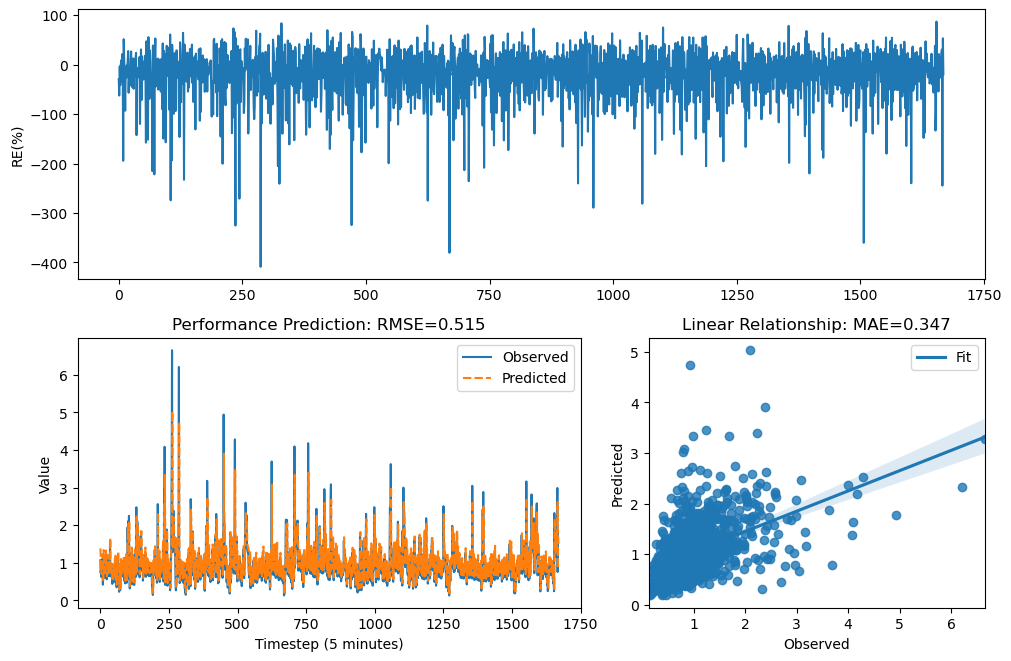 100
0
−100
−200
−300
−400
RE(%)
0 250 500 750 1000 1250 1500 1750
Performance Prediction: RMSE=0.515
Observed
Predicted
6
5
4
3
2
1
0
Value
0 250 500 750 1000 1250 1500 1750
Timestep (5 minutes)
Linear Relationship: MAE=0.347
Fit
5
4
3
2
1
0
Predicted
1 2 3 4 5 6
Observed